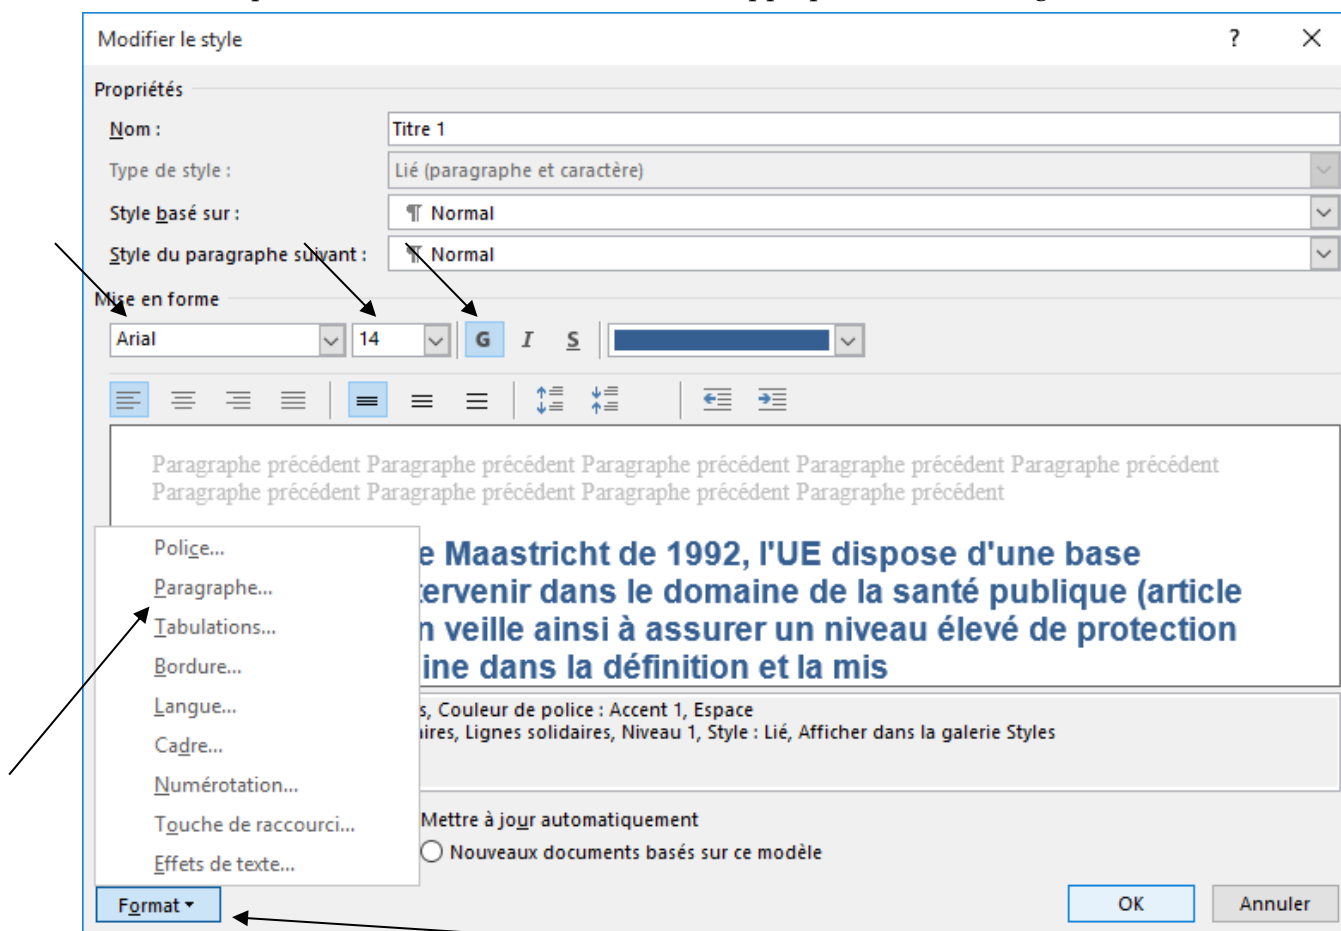 Modifier le style ?
Propriétés
Nom : Titre 1
Type de style : Lié (paragraphe et caractère)
Style basé sur : ¶ Normal
Style du paragraphe suivant : ¶ Normal
Mise en forme
Arial 14 G I S
Paragraphe précédent Paragraphe précédent Paragraphe précédent Paragraphe précédent Paragraphe précédent
Paragraphe précédent Paragraphe précédent Paragraphe précédent Paragraphe précédent
e Maastricht de 1992, l'UE dispose d'une base
tervenir dans le domaine de la santé publique (article
n veille ainsi à assurer un niveau élevé de protection
ine dans la définition et la mis
s, Couleur de police : Accent 1, Espace
aires, Lignes solidaires, Niveau 1, Style : Lié, Afficher dans la galerie Styles
Police...
Paragraphe...
Tabulations...
Bordure...
Langue...
Cadre...
Numérotation...
Touche de raccourci...
Effets de texte...
Mettre à jour automatiquement
Nouveaux documents basés sur ce modèle
Format
OK Annuler